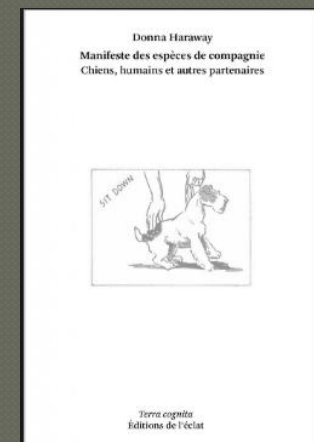 Donna Haraway
Manifeste des espèces de compagnie
Chiens, humains et autres partenaires
SIT DOWN
Terra cognita
Éditions de l'éclat